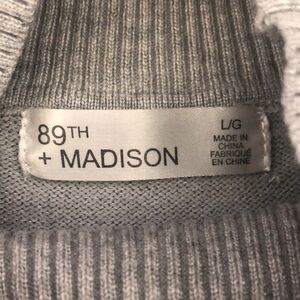 89TH
+ MADISON
L/G
MADE IN
CHINA
FABRIQUÉ
EN CHINE